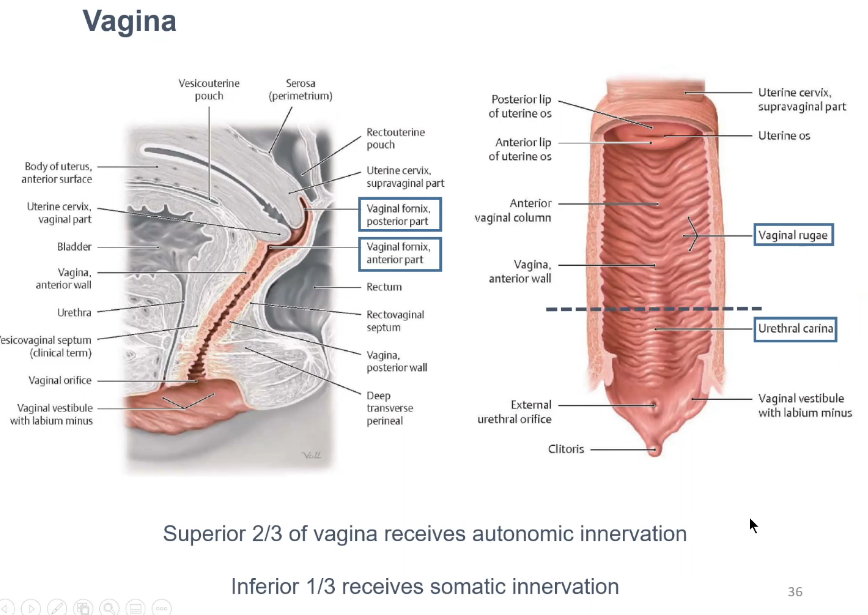 Vagina
Vesicouterine
pouch
Serosa
(perimetrium)
Rectouterine
pouch
Body of uterus,
anterior surface
Uterine cervix,
supravaginal part
Uterine cervix,
vaginal part
Vaginal fornix,
posterior part
Bladder
Vaginal fornix,
anterior part
Vagina,
anterior wall
Rectum
Urethra
Rectovaginal
septum
esicovaginal septum
(clinical term)
Vagina,
posterior wall
Vaginal orifice
Deep
transverse
perineal
Vaginal vestibule
with labium minus
Posterior lip
of uterine os
Uterine cervix,
supravaginal part
Anterior lip
of uterine os
Uterine os
Anterior
vaginal column
Vaginal rugae
Vagina,
anterior wall
Urethral carina
External
urethral orifice
Vaginal vestibule
with labium minus
Clitoris
Superior 2/3 of vagina receives autonomic innervation
Inferior 1/3 receives somatic innervation
36